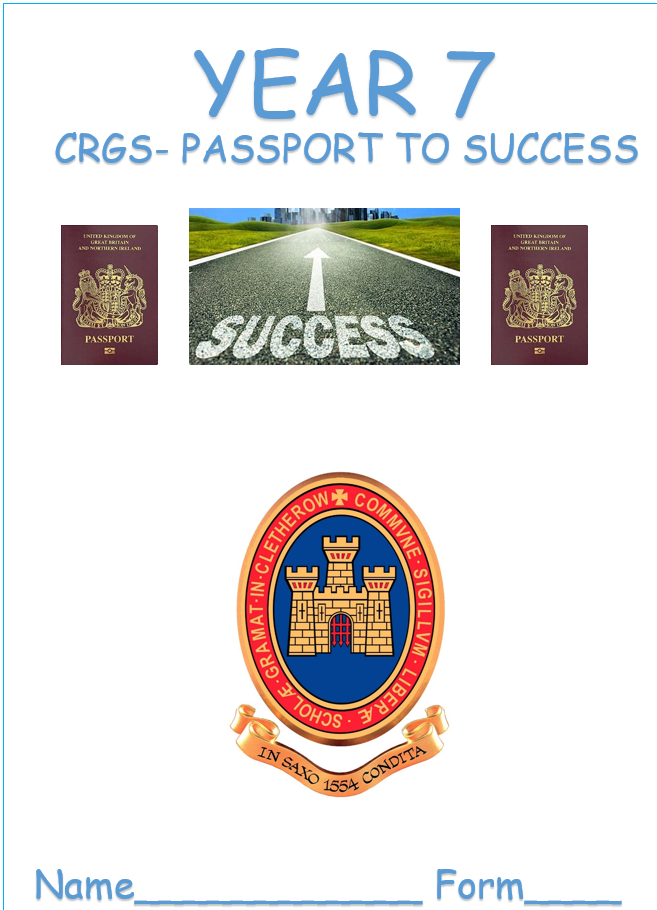 YEAR 7
CRGS- PASSPORT TO SUCCESS
UNITED KINGDOM OF
GREAT BRITAIN
AND NORTHERN IRELAND
PASSPORT
SUCCESS
UNITED KINGDOM OF
GREAT BRITAIN
AND NORTHERN IRELAND
PASSPORT
COMMVNE · SIGILLVM · LIBERÆ · SCHOLÆ · GRAMAT · IN · CLETHEROW
IN SAXO 1554 CONDITA
Name_____________ Form____